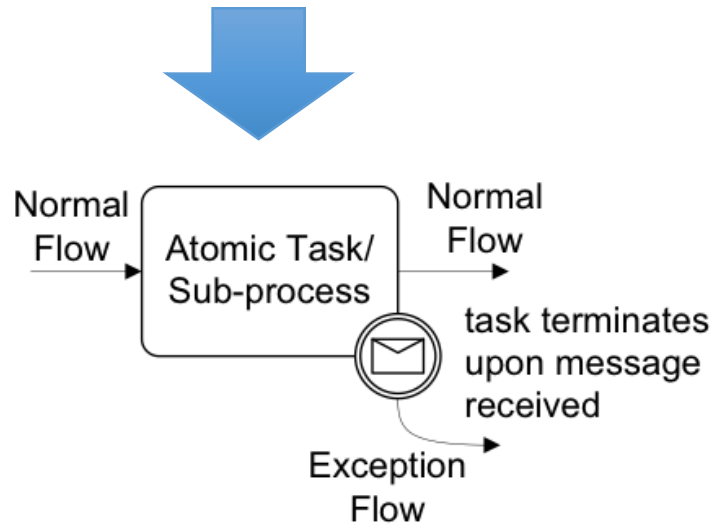 Normal
Flow
Atomic Task/
Sub-process
Normal
Flow
task terminates
upon message
received
Exception
Flow